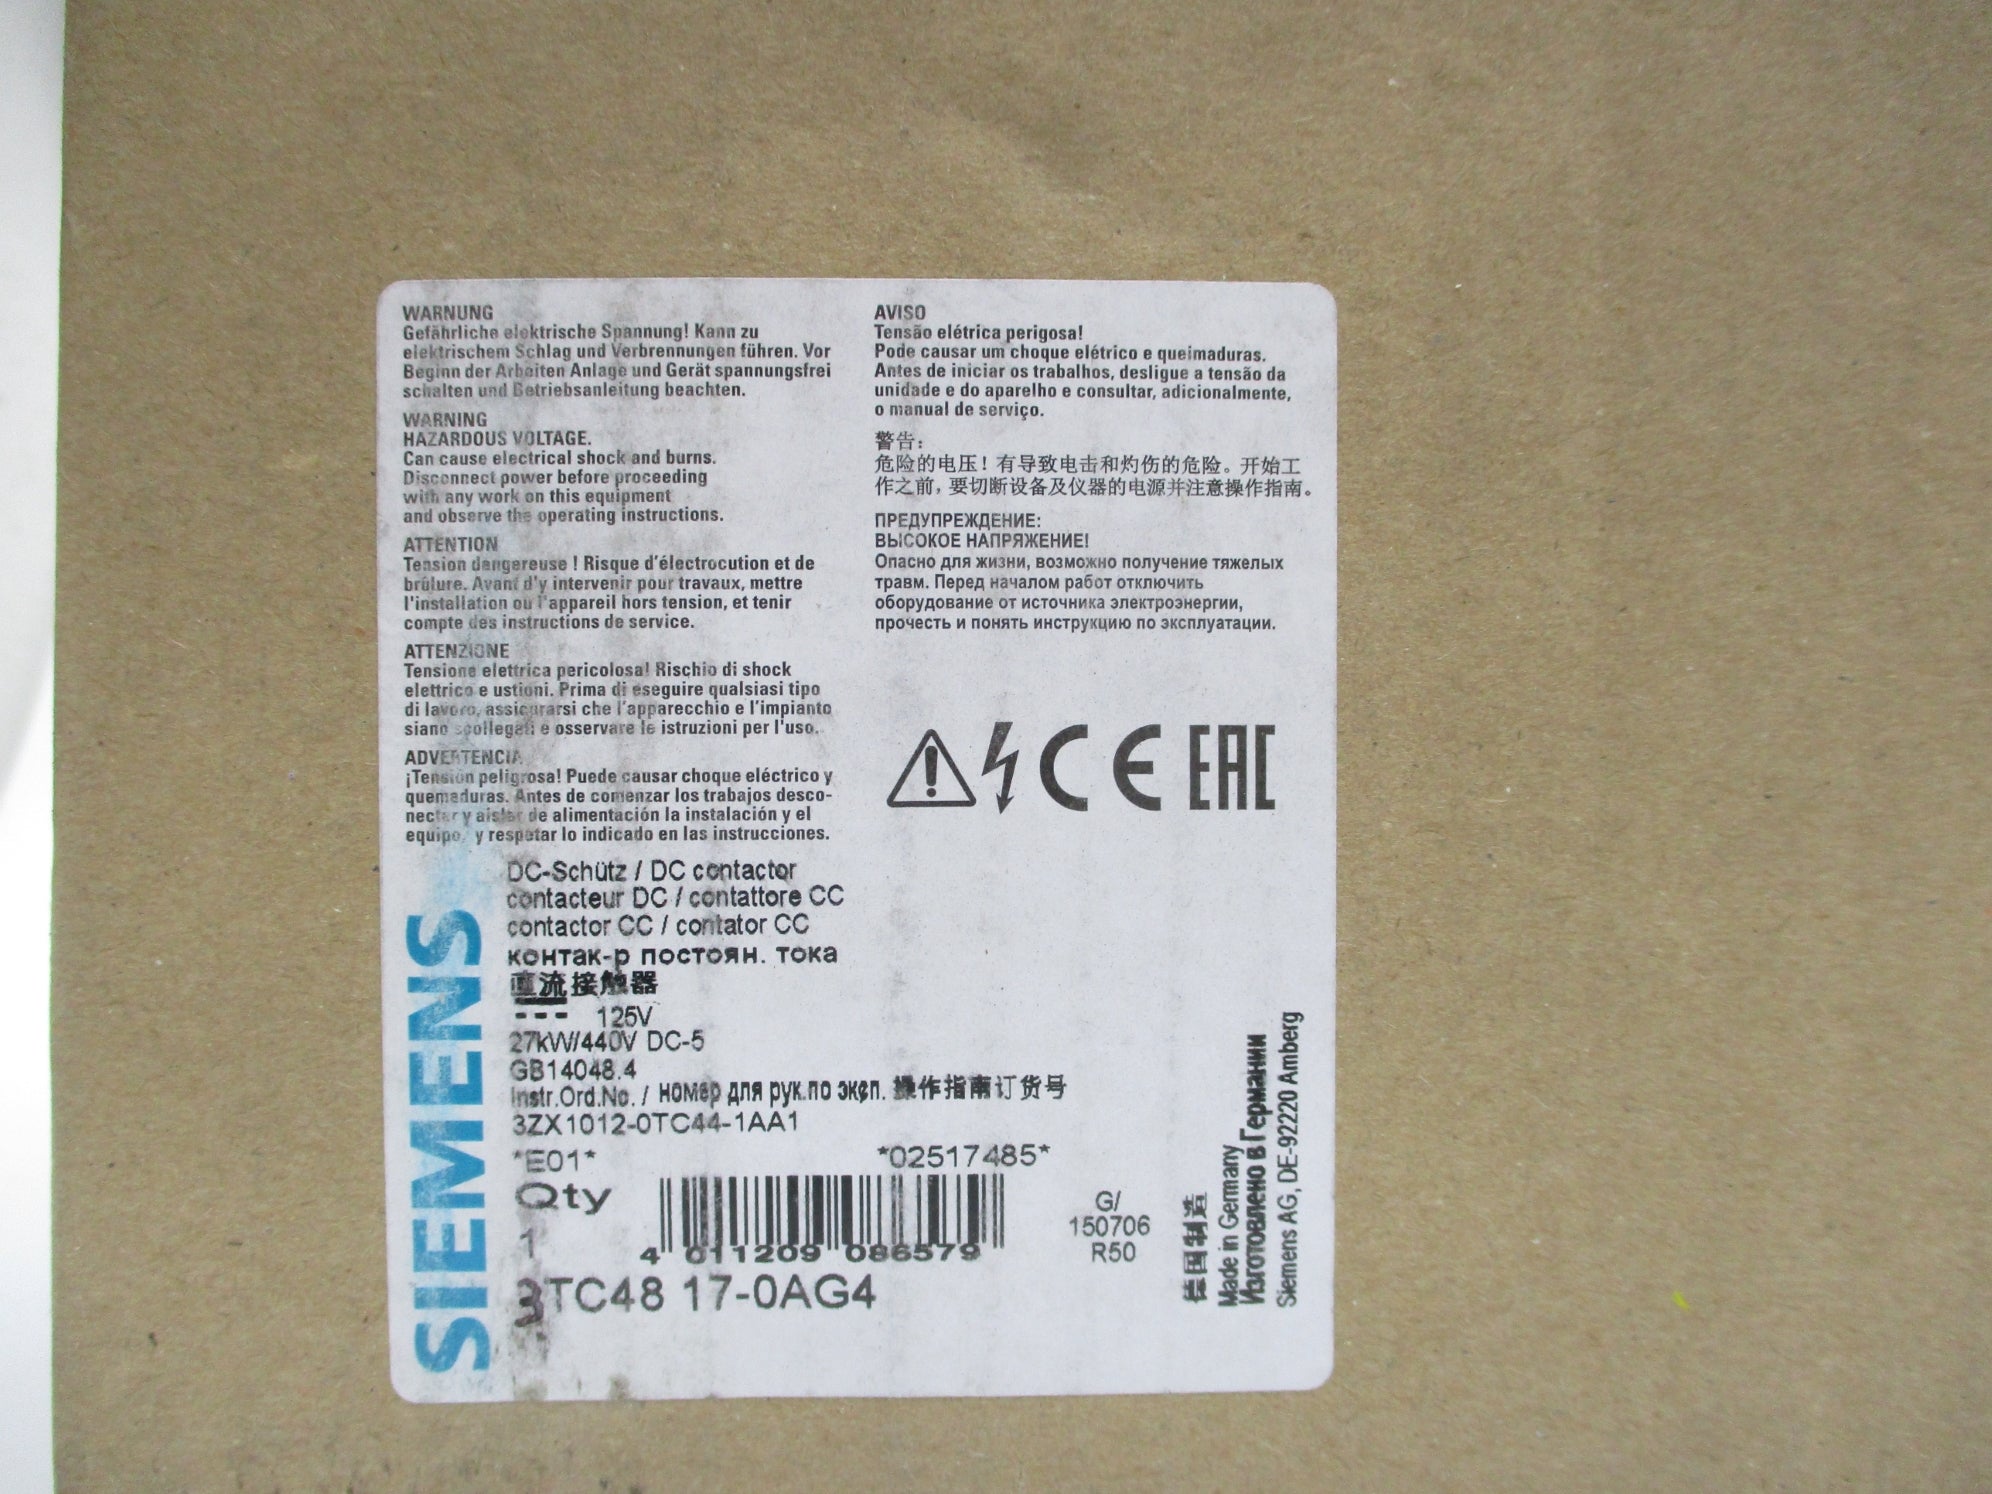 WARNUNG
Gefährliche elektrische Spannung! Kann zu
elektrischem Schlag und Verbrennungen führen. Vor
Beginn der Arbeiten Anlage und Gerät spannungsfrei
schalten und Betriebsanleitung beachten.
WARNING
HAZARDOUS VOLTAGE.
Can cause electrical shock and burns.
Disconnect power before proceeding
with any work on this equipment
and observe the operating instructions.
ATTENTION
Tension dangereuse ! Risque d'électrocution et de
brûlure. Avant d'y intervenir pour travaux, mettre
l'installation ou l'appareil hors tension, et tenir
compte des instructions de service.
ATTENZIONE
Tensione elettrica pericolosa! Rischio di shock
elettrico e ustioni. Prima di eseguire qualsiasi tipo
di lavoro, assicurarsi che l'apparecchio e l'impianto
siano scollegati e osservare le istruzioni per l'uso.
ADVERTENCIA
¡Tensión peligrosa! Puede causar choque eléctrico y
quemaduras. Antes de comenzar los trabajos desco-
nectar y aislar de alimentación la instalación y el
equipo, y respetar lo indicado en las instrucciones.
AVISO
Tensão elétrica perigosa!
Pode causar um choque elétrico e queimaduras.
Antes de iniciar os trabalhos, desligue a tensão da
unidade e do aparelho e consultar, adicionalmente,
o manual de serviço.
警告：
危险的电压！有导致电击和灼伤的危险。开始工
作之前，要切断设备及仪器的电源并注意操作指南。
ПРЕДУПРЕЖДЕНИЕ:
ВЫСОКОЕ НАПРЯЖЕНИЕ!
Опасно для жизни, возможно получение тяжелых
травм. Перед началом работ отключить
оборудование от источника электроэнергии,
прочесть и понять инструкцию по эксплуатации.
CE EAC
SIEMENS
DC-Schütz / DC contactor
contacteur DC / contattore CC
contactor CC / contator CC
контак-р постоян. тока
直流接触器
125V
27kW/440V DC-5
GB14048.4
Instr.Ord.No. / номер для рук.по эксп. 操作指南订货号
3ZX1012-0TC44-1AA1
*E01* *02517485*
Qty
1
4 011209 086579
3TC48 17-0AG4
G/
150706
R50
德国制造
Made in Germany
Изготовлено в Германии
Siemens AG, DE-92220 Amberg